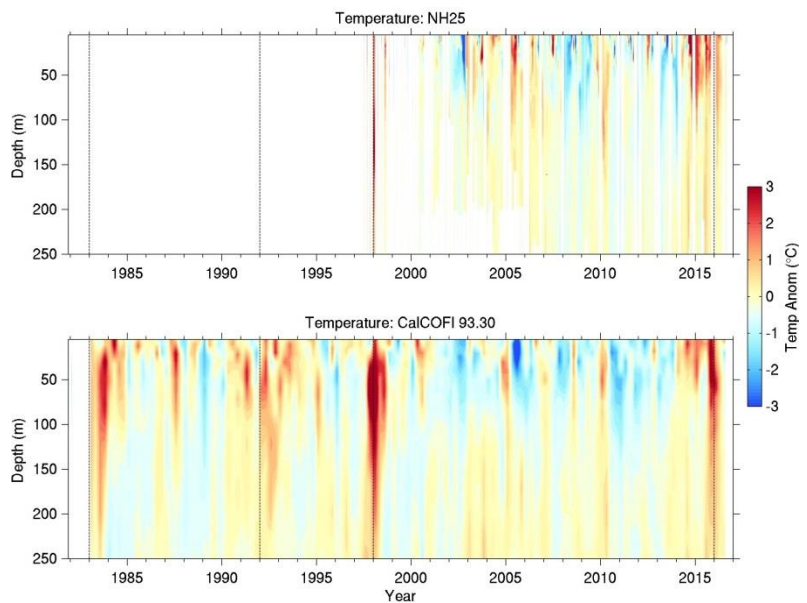 Temperature: NH25
50
100
150
200
250
Depth (m)
1985 1990 1995 2000 2005 2010 2015
Temperature: CalCOFI 93.30
50
100
150
200
250
Depth (m)
1985 1990 1995 2000 2005 2010 2015
Year
3
2
1
0
-1
-2
-3
Temp Anom (°C)